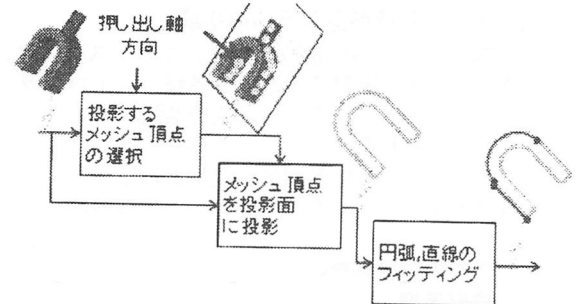 押し出し軸
方向
投影する
メッシュ頂点
の選択
メッシュ頂点
を投影面
に投影
円弧,直線の
フィッティング